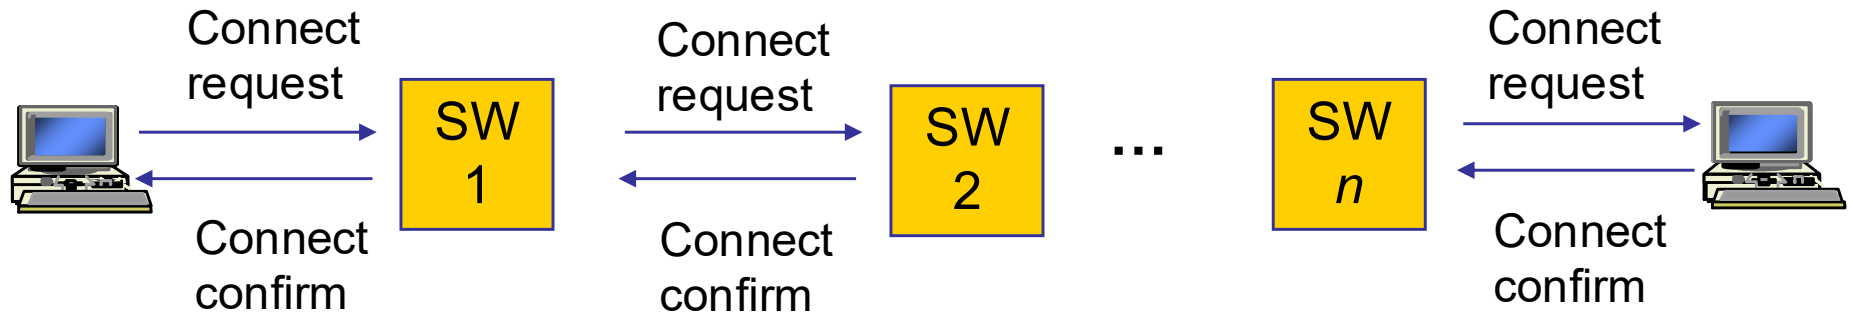 Connect
request
Connect
request
Connect
request
SW
1
SW
2
...
SW
n
Connect
confirm
Connect
confirm
Connect
confirm